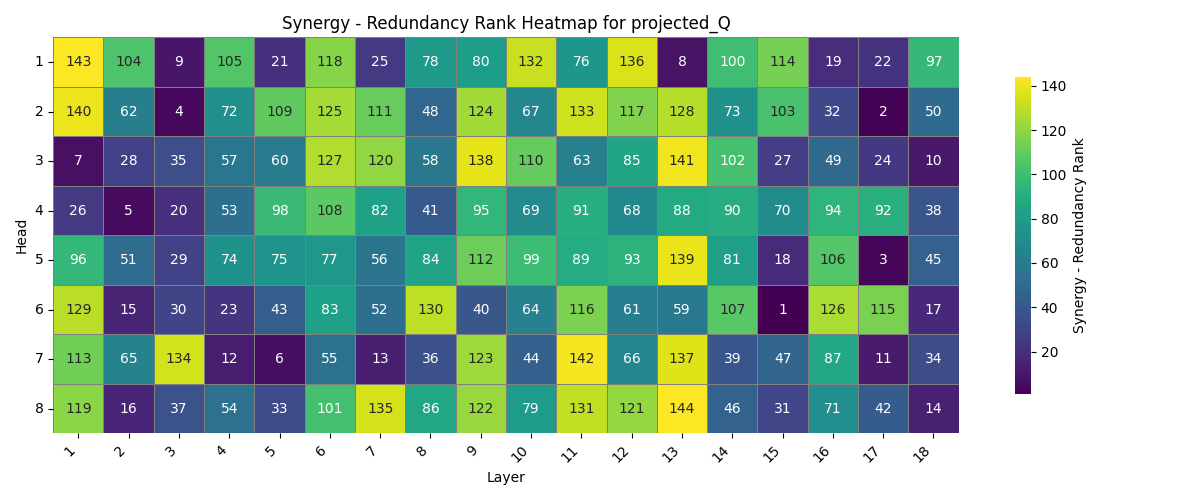 Synergy - Redundancy Rank Heatmap for projected_Q
1 143 104 9 105 21 118 25 78 80 132 76 136 8 100 114 19 22 97
2 140 62 4 72 109 125 111 48 124 67 133 117 128 73 103 32 2 50
3 7 28 35 57 60 127 120 58 138 110 63 85 141 102 27 49 24 10
4 26 5 20 53 98 108 82 41 95 69 91 68 88 90 70 94 92 38
5 96 51 29 74 75 77 56 84 112 99 89 93 139 81 18 106 3 45
6 129 15 30 23 43 83 52 130 40 64 116 61 59 107 1 126 115 17
7 113 65 134 12 6 55 13 36 123 44 142 66 137 39 47 87 11 34
8 119 16 37 54 33 101 135 86 122 79 131 121 144 46 31 71 42 14
1 2 3 4 5 6 7 8 9 10 11 12 13 14 15 16 17 18
Layer
Head
140
120
100
80
60
40
20
Synergy - Redundancy Rank